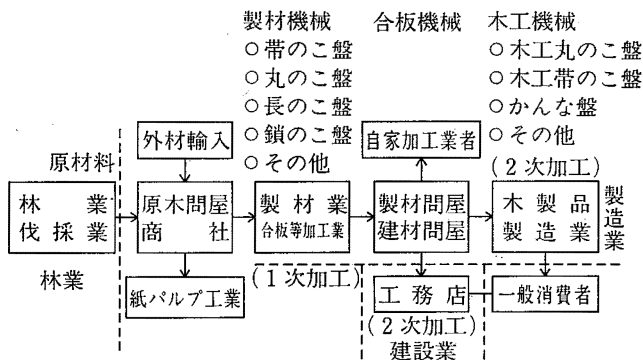 製材機械
○帯のこ盤
○丸のこ盤
○長のこ盤
○鎖のこ盤
○その他
合板機械
木工機械
○木工丸のこ盤
○木工帯のこ盤
○かんな盤
○その他
(2次加工)
外材輸入
自家加工業者
原材料
林業
伐採業
原木問屋
商社
製材業
合板等加工業
製材問屋
建材問屋
木製品
製造業
製造業
林業
紙パルプ工業
(1次加工)
工務店
一般消費者
(2次加工)
建設業